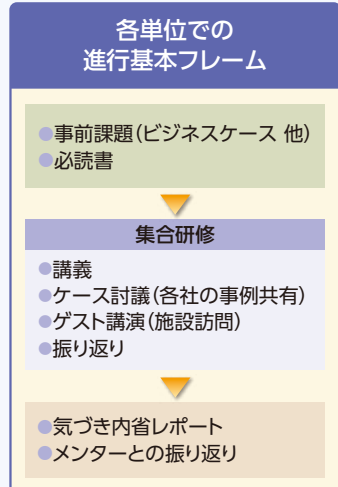 各単位での
進行基本フレーム
●事前課題(ビジネスケース 他)
●必読書
集合研修
●講義
●ケース討議(各社の事例共有)
●ゲスト講演(施設訪問)
●振り返り
●気づき内省レポート
●メンターとの振り返り